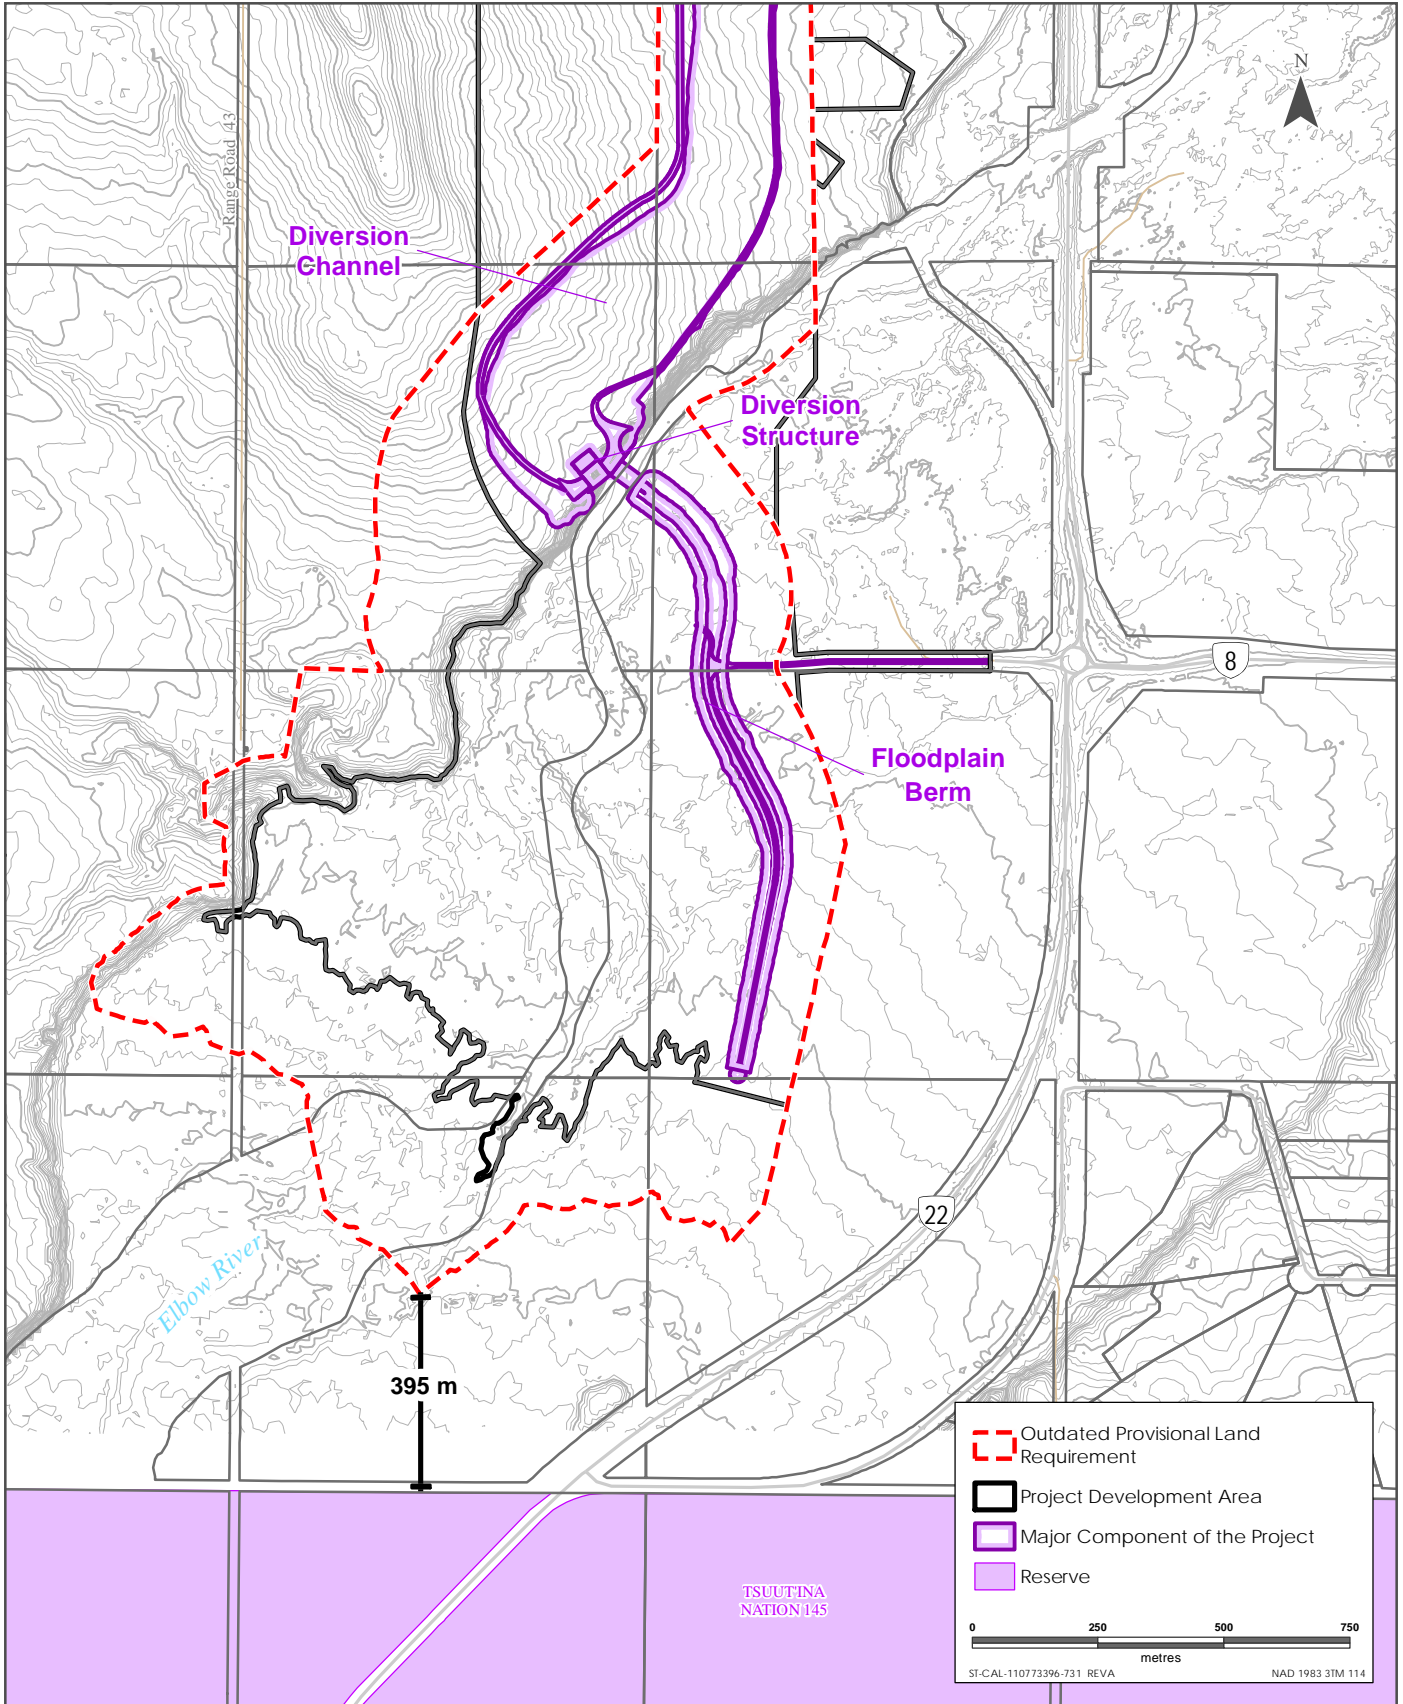 N
Range Road 43
Diversion
Channel
Diversion
Structure
8
Floodplain
Berm
22
Elbow River
395 m
Outdated Provisional Land
Requirement
Project Development Area
Major Component of the Project
Reserve
TSUUT'INA
NATION 145
0 250 500 750
metres
ST-CAL-110773396-731 REVA NAD 1983 3TM 114